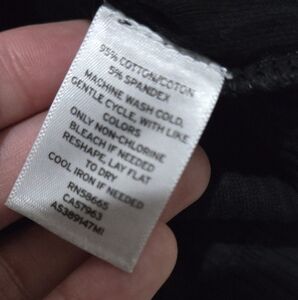 95% COTTON/COTON
5% SPANDEX
MACHINE WASH COLD,
GENTLE CYCLE, WITH LIKE
COLORS
ONLY NON-CHLORINE
BLEACH IF NEEDED
RESHAPE, LAY FLAT
TO DRY
COOL IRON IF NEEDED
RN58665
CA57963
AS389147MI